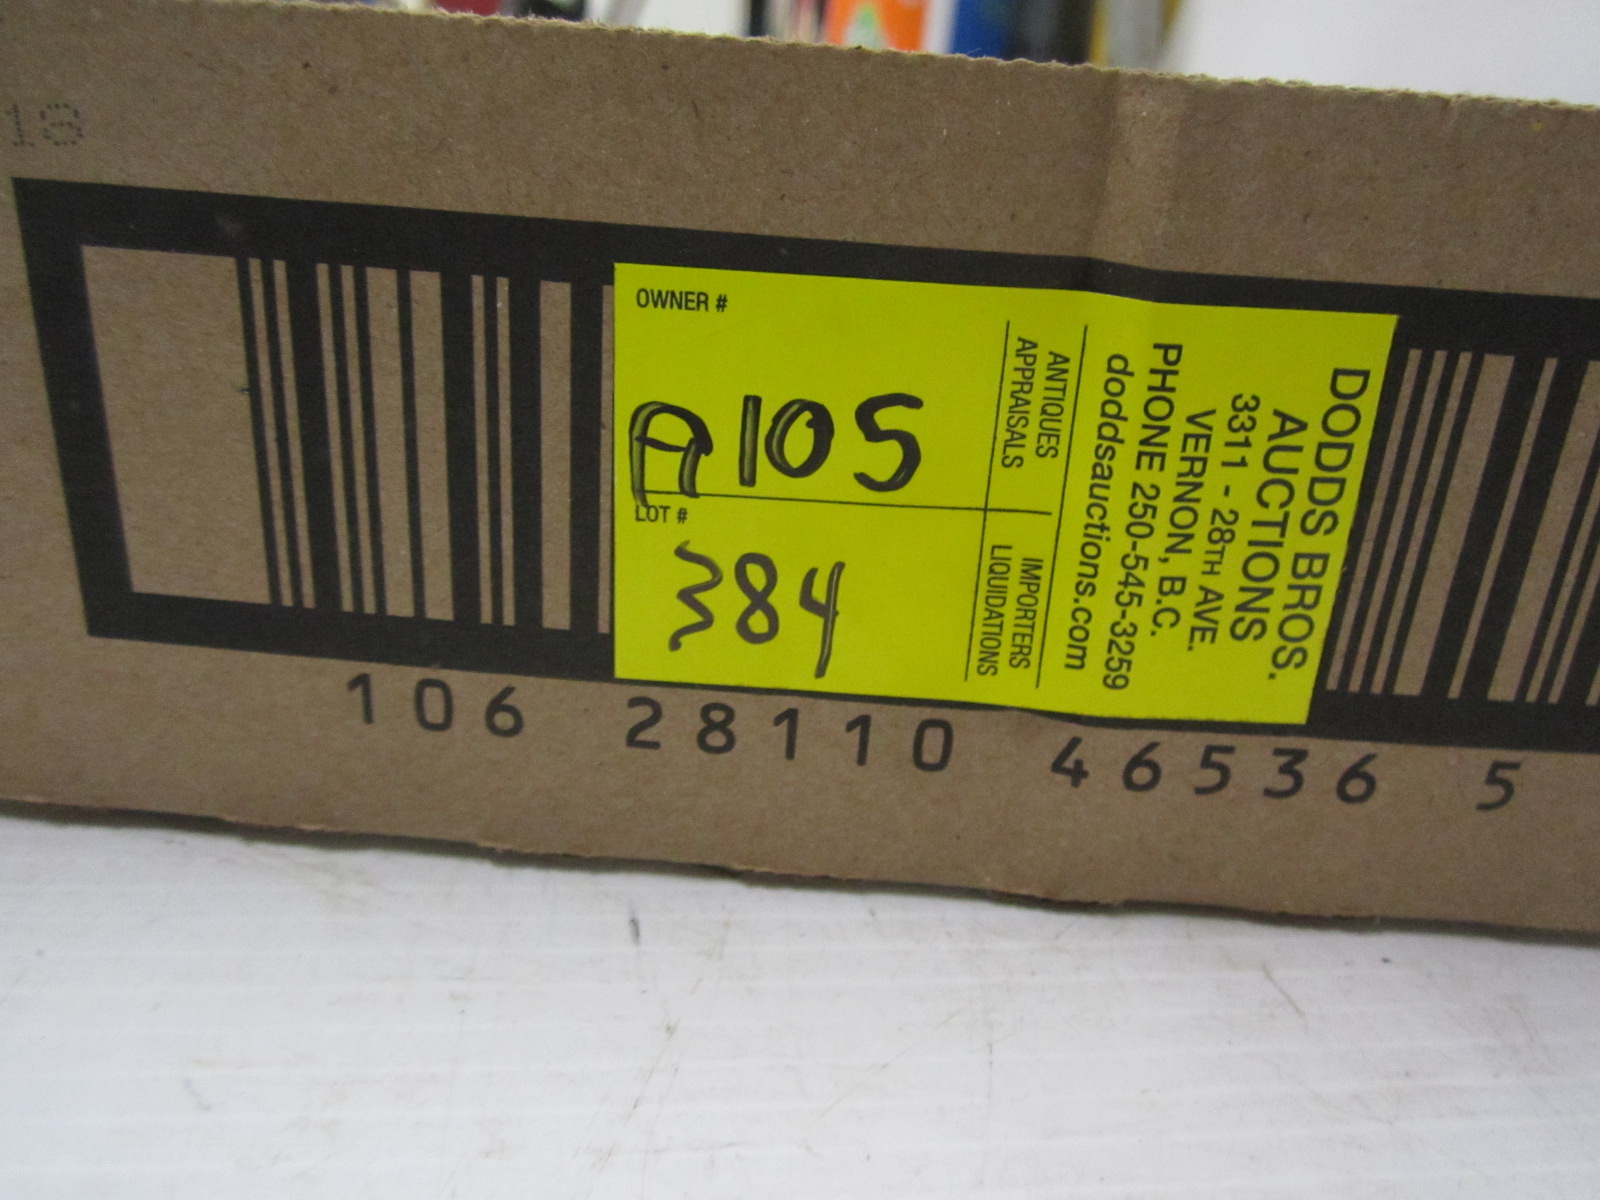 18
OWNER #
A105
LOT #
384
ANTIQUES
APPRAISALS
IMPORTERS
LIQUIDATIONS
DODDS BROS.
AUCTIONS
3311 - 28TH AVE.
VERNON, B.C.
PHONE 250-545-3259
doddsauctions.com
106 28110 46536 5